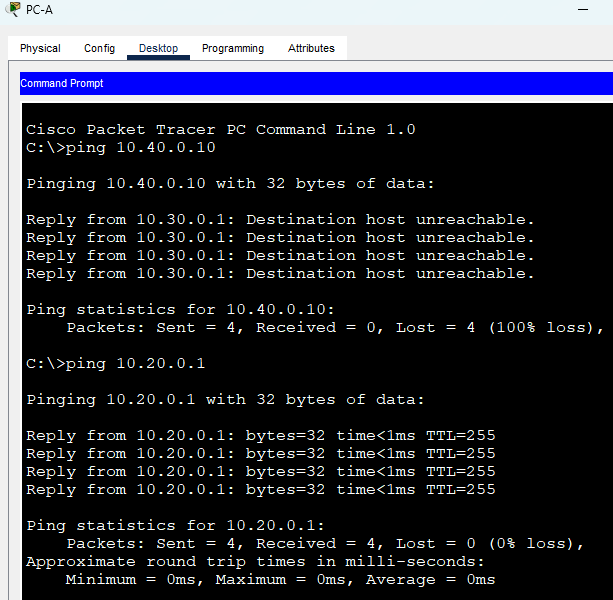 PC-A
Physical Config Desktop Programming Attributes
Command Prompt
Cisco Packet Tracer PC Command Line 1.0
C:\>ping 10.40.0.10
Pinging 10.40.0.10 with 32 bytes of data:
Reply from 10.30.0.1: Destination host unreachable.
Reply from 10.30.0.1: Destination host unreachable.
Reply from 10.30.0.1: Destination host unreachable.
Reply from 10.30.0.1: Destination host unreachable.
Ping statistics for 10.40.0.10:
Packets: Sent = 4, Received = 0, Lost = 4 (100% loss),
C:\>ping 10.20.0.1
Pinging 10.20.0.1 with 32 bytes of data:
Reply from 10.20.0.1: bytes=32 time<1ms TTL=255
Reply from 10.20.0.1: bytes=32 time<1ms TTL=255
Reply from 10.20.0.1: bytes=32 time<1ms TTL=255
Reply from 10.20.0.1: bytes=32 time<1ms TTL=255
Ping statistics for 10.20.0.1:
Packets: Sent = 4, Received = 4, Lost = 0 (0% loss),
Approximate round trip times in milli-seconds:
Minimum = 0ms, Maximum = 0ms, Average = 0ms